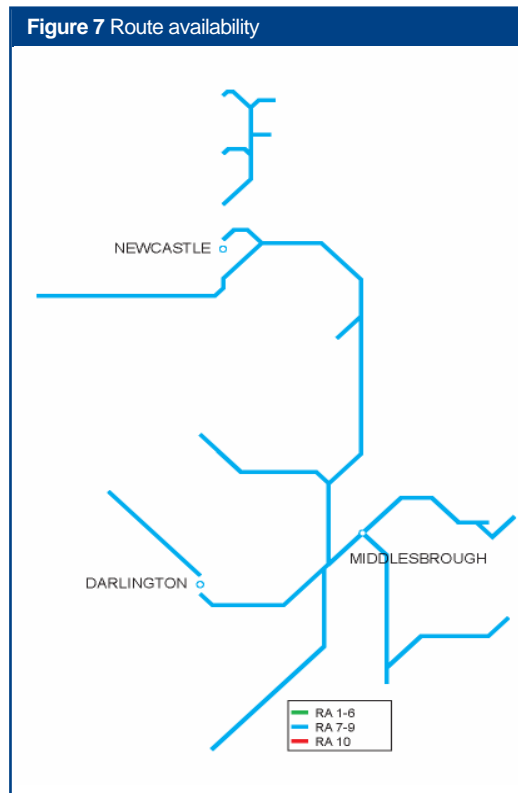 Figure 7 Route availability
NEWCASTLE
MIDDLESBROUGH
DARLINGTON
RA 1-6
RA 7-9
RA 10